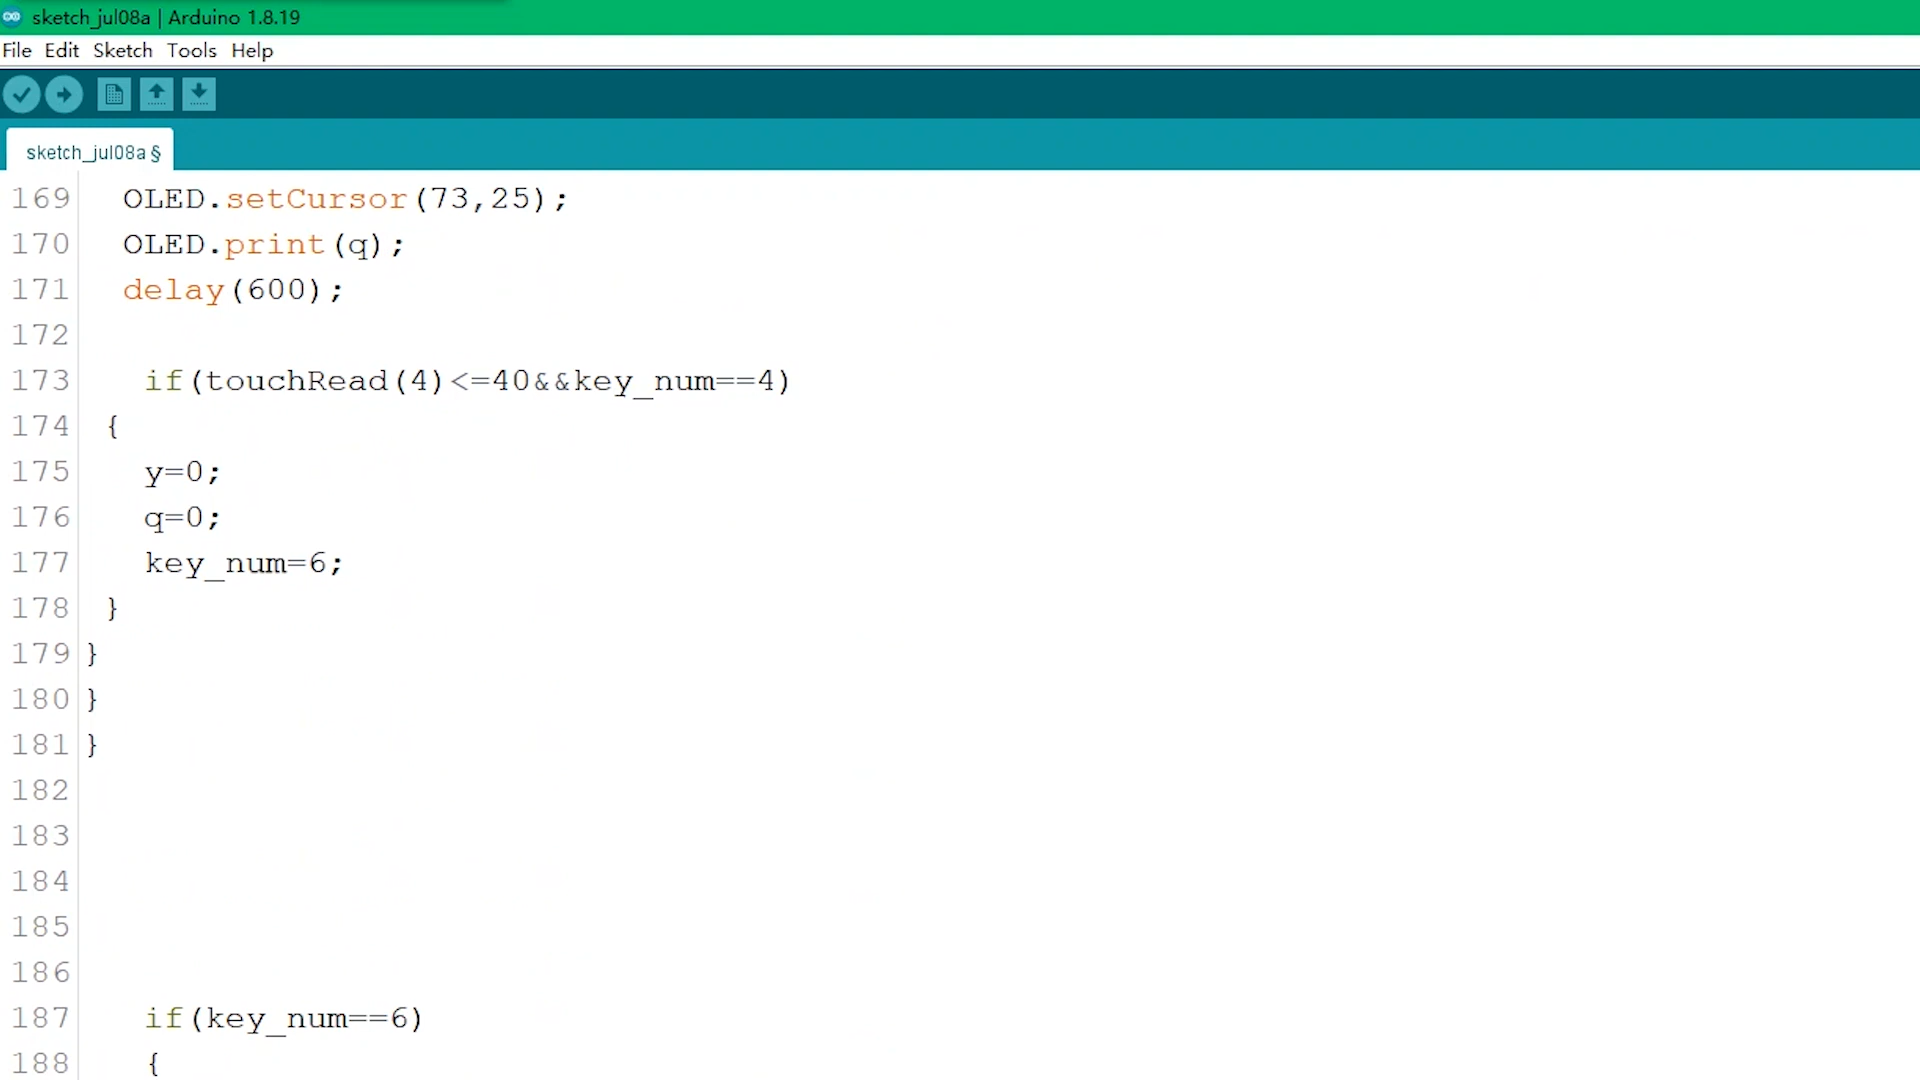 sketch_jul08a | Arduino 1.8.19
File Edit Sketch Tools Help
sketch_jul08a §
169 OLED.setCursor(73,25);
170 OLED.print(q);
171 delay(600);
172
173 if(touchRead(4)<=40&&key_num==4)
174 {
175 y=0;
176 q=0;
177 key_num=6;
178 }
179 }
180 }
181 }
182
183
184
185
186
187 if(key_num==6)
188 {